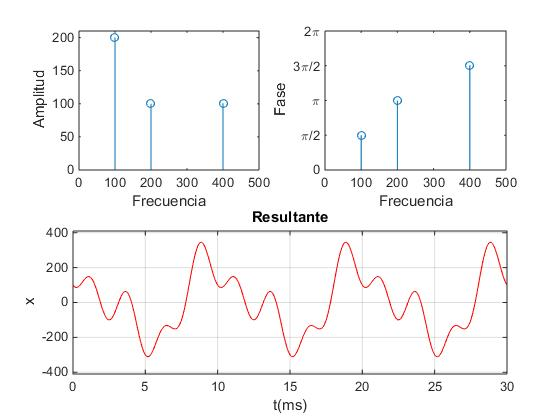 200
150
100
50
0
Amplitud
0 100 200 300 400 500
Frecuencia
2π
3π/2
π
π/2
0
Fase
0 100 200 300 400 500
Frecuencia
Resultante
400
200
0
-200
-400
x
0 5 10 15 20 25 30
t(ms)